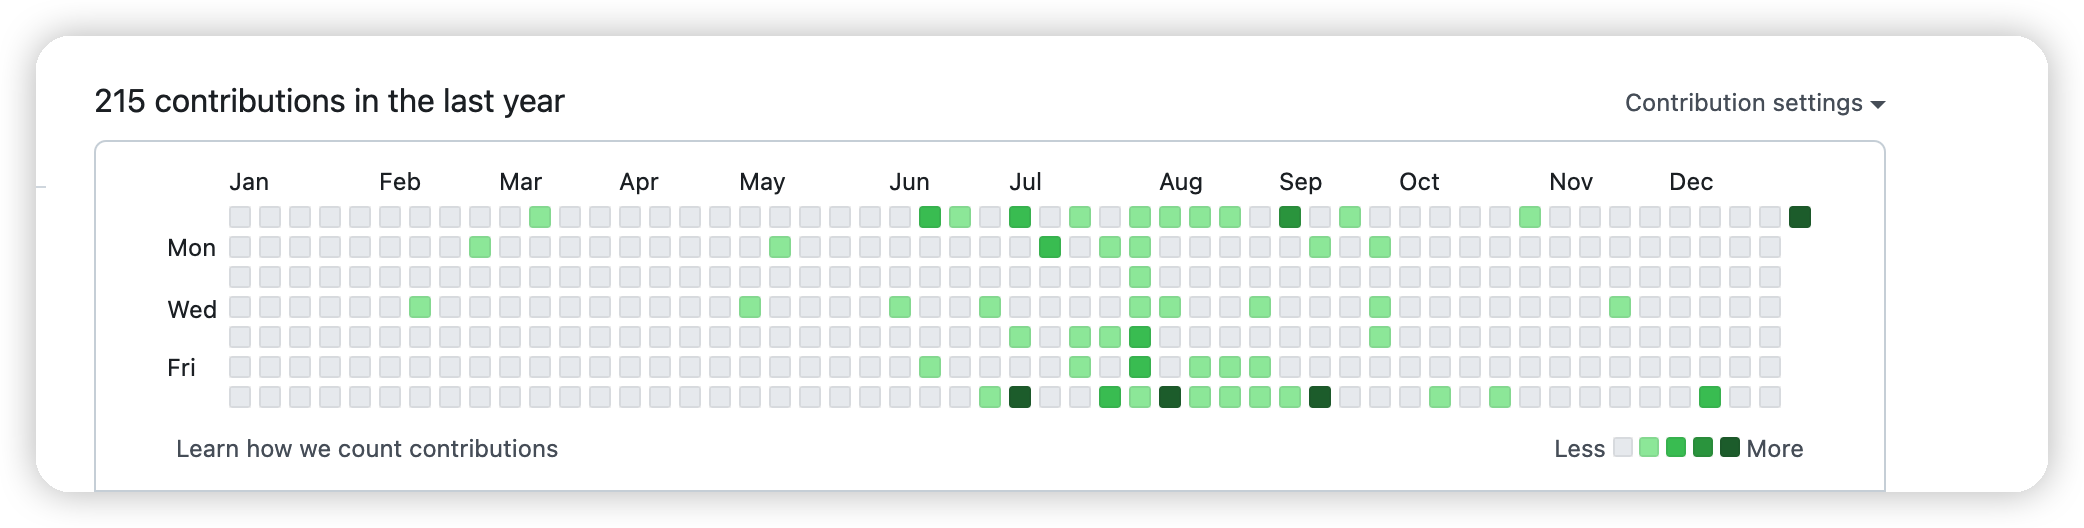 215 contributions in the last year
Contribution settings
Jan Feb Mar Apr May Jun Jul Aug Sep Oct Nov Dec
Mon
Wed
Fri
Learn how we count contributions
Less More